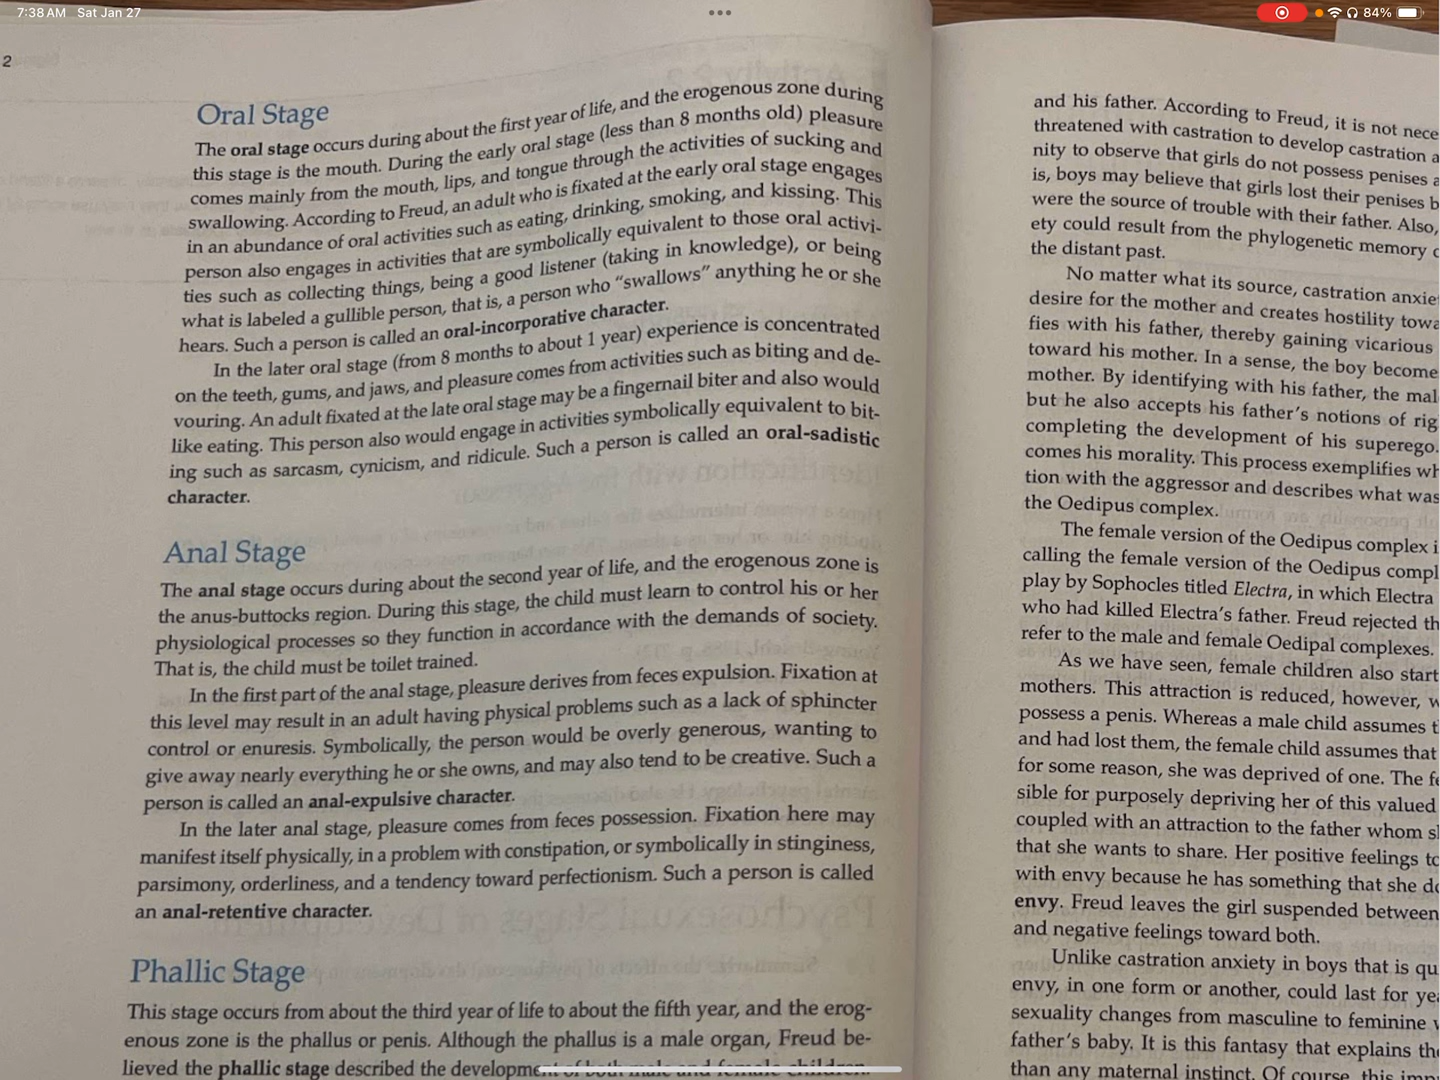 7:38 AM Sat Jan 27
84%
2
Oral Stage
The oral stage occurs during about the first year of life, and the erogenous zone during
this stage is the mouth. During the early oral stage (less than 8 months old) pleasure
comes mainly from the mouth, lips, and tongue through the activities of sucking and
swallowing. According to Freud, an adult who is fixated at the early oral stage engages
in an abundance of oral activities such as eating, drinking, smoking, and kissing. This
person also engages in activities that are symbolically equivalent to those oral activi-
ties such as collecting things, being a good listener (taking in knowledge), or being
what is labeled a gullible person, that is, a person who “swallows” anything he or she
hears. Such a person is called an oral-incorporative character.
In the later oral stage (from 8 months to about 1 year) experience is concentrated
on the teeth, gums, and jaws, and pleasure comes from activities such as biting and de-
vouring. An adult fixated at the late oral stage may be a fingernail biter and also would
like eating. This person also would engage in activities symbolically equivalent to bit-
ing such as sarcasm, cynicism, and ridicule. Such a person is called an oral-sadistic
character.
Anal Stage
The anal stage occurs during about the second year of life, and the erogenous zone is
the anus-buttocks region. During this stage, the child must learn to control his or her
physiological processes so they function in accordance with the demands of society.
That is, the child must be toilet trained.
In the first part of the anal stage, pleasure derives from feces expulsion. Fixation at
this level may result in an adult having physical problems such as a lack of sphincter
control or enuresis. Symbolically, the person would be overly generous, wanting to
give away nearly everything he or she owns, and may also tend to be creative. Such a
person is called an anal-expulsive character.
In the later anal stage, pleasure comes from feces possession. Fixation here may
manifest itself physically, in a problem with constipation, or symbolically in stinginess,
parsimony, orderliness, and a tendency toward perfectionism. Such a person is called
an anal-retentive character.
Phallic Stage
This stage occurs from about the third year of life to about the fifth year, and the erog-
enous zone is the phallus or penis. Although the phallus is a male organ, Freud be-
lieved the phallic stage described the development of both male and female children.
and his father. According to Freud, it is not nece
threatened with castration to develop castration a
nity to observe that girls do not possess penises a
is, boys may believe that girls lost their penises b
were the source of trouble with their father. Also,
ety could result from the phylogenetic memory
the distant past.
No matter what its source, castration anxie
desire for the mother and creates hostility towa
fies with his father, thereby gaining vicarious
toward his mother. In a sense, the boy become
mother. By identifying with his father, the mal
but he also accepts his father’s notions of rig
completing the development of his superego.
comes his morality. This process exemplifies wh
tion with the aggressor and describes what was
the Oedipus complex.
The female version of the Oedipus complex i
calling the female version of the Oedipus compl
play by Sophocles titled Electra, in which Electra
who had killed Electra’s father. Freud rejected th
refer to the male and female Oedipal complexes.
As we have seen, female children also start
mothers. This attraction is reduced, however, w
possess a penis. Whereas a male child assumes t
and had lost them, the female child assumes that
for some reason, she was deprived of one. The fe
sible for purposely depriving her of this valued
coupled with an attraction to the father whom sl
that she wants to share. Her positive feelings to
with envy because he has something that she do
envy. Freud leaves the girl suspended between
and negative feelings toward both.
Unlike castration anxiety in boys that is qu
envy, in one form or another, could last for yea
sexuality changes from masculine to feminine
father’s baby. It is this fantasy that explains the
than any maternal instinct. Of course, this imp